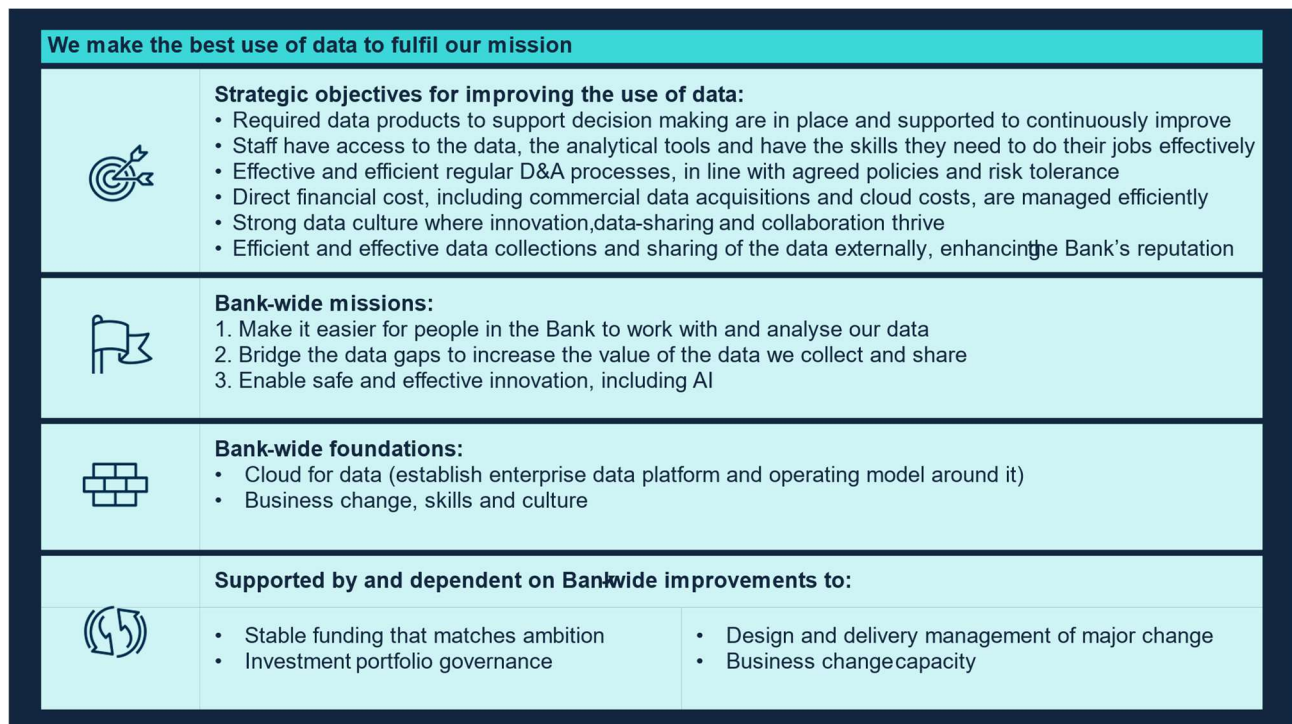 We make the best use of data to fulfil our mission
Strategic objectives for improving the use of data:
• Required data products to support decision making are in place and supported to continuously improve
• Staff have access to the data, the analytical tools and have the skills they need to do their jobs effectively
• Effective and efficient regular D&A processes, in line with agreed policies and risk tolerance
• Direct financial cost, including commercial data acquisitions and cloud costs, are managed efficiently
• Strong data culture where innovation,data-sharing and collaboration thrive
• Efficient and effective data collections and sharing of the data externally, enhancing the Bank's reputation
Bank-wide missions:
1. Make it easier for people in the Bank to work with and analyse our data
2. Bridge the data gaps to increase the value of the data we collect and share
3. Enable safe and effective innovation, including AI
Bank-wide foundations:
• Cloud for data (establish enterprise data platform and operating model around it)
• Business change, skills and culture
Supported by and dependent on Bank-wide improvements to:
• Stable funding that matches ambition
• Investment portfolio governance
• Design and delivery management of major change
• Business change capacity